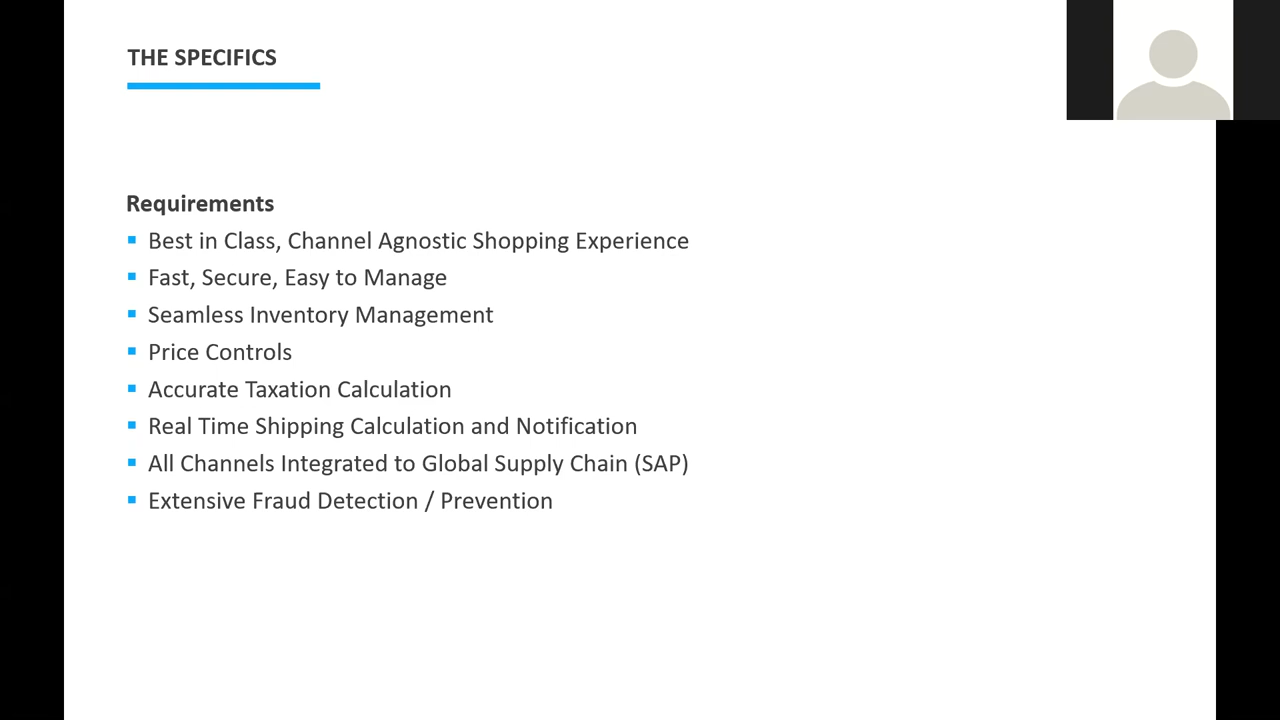 THE SPECIFICS
Requirements
Best in Class, Channel Agnostic Shopping Experience
Fast, Secure, Easy to Manage
Seamless Inventory Management
Price Controls
Accurate Taxation Calculation
Real Time Shipping Calculation and Notification
All Channels Integrated to Global Supply Chain (SAP)
Extensive Fraud Detection / Prevention